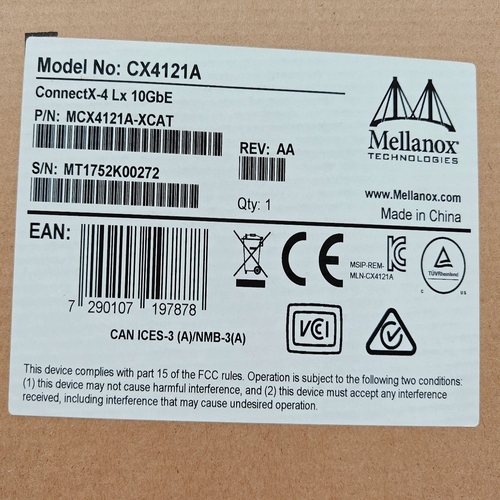 Model No: CX4121A
ConnectX-4 Lx 10GbE
P/N: MCX4121A-XCAT
REV: AA
S/N: MT1752K00272
Qty: 1
Mellanox
TECHNOLOGIES
www.Mellanox.com
Made in China
EAN:
7 290107 197878
CE
MSIP-REM-
MLN-CX4121A
TÜVRheinland
c us
VCI
CAN ICES-3 (A)/NMB-3(A)
This device complies with part 15 of the FCC rules. Operation is subject to the following two conditions:
(1) this device may not cause harmful interference, and (2) this device must accept any interference
received, including interference that may cause undesired operation.